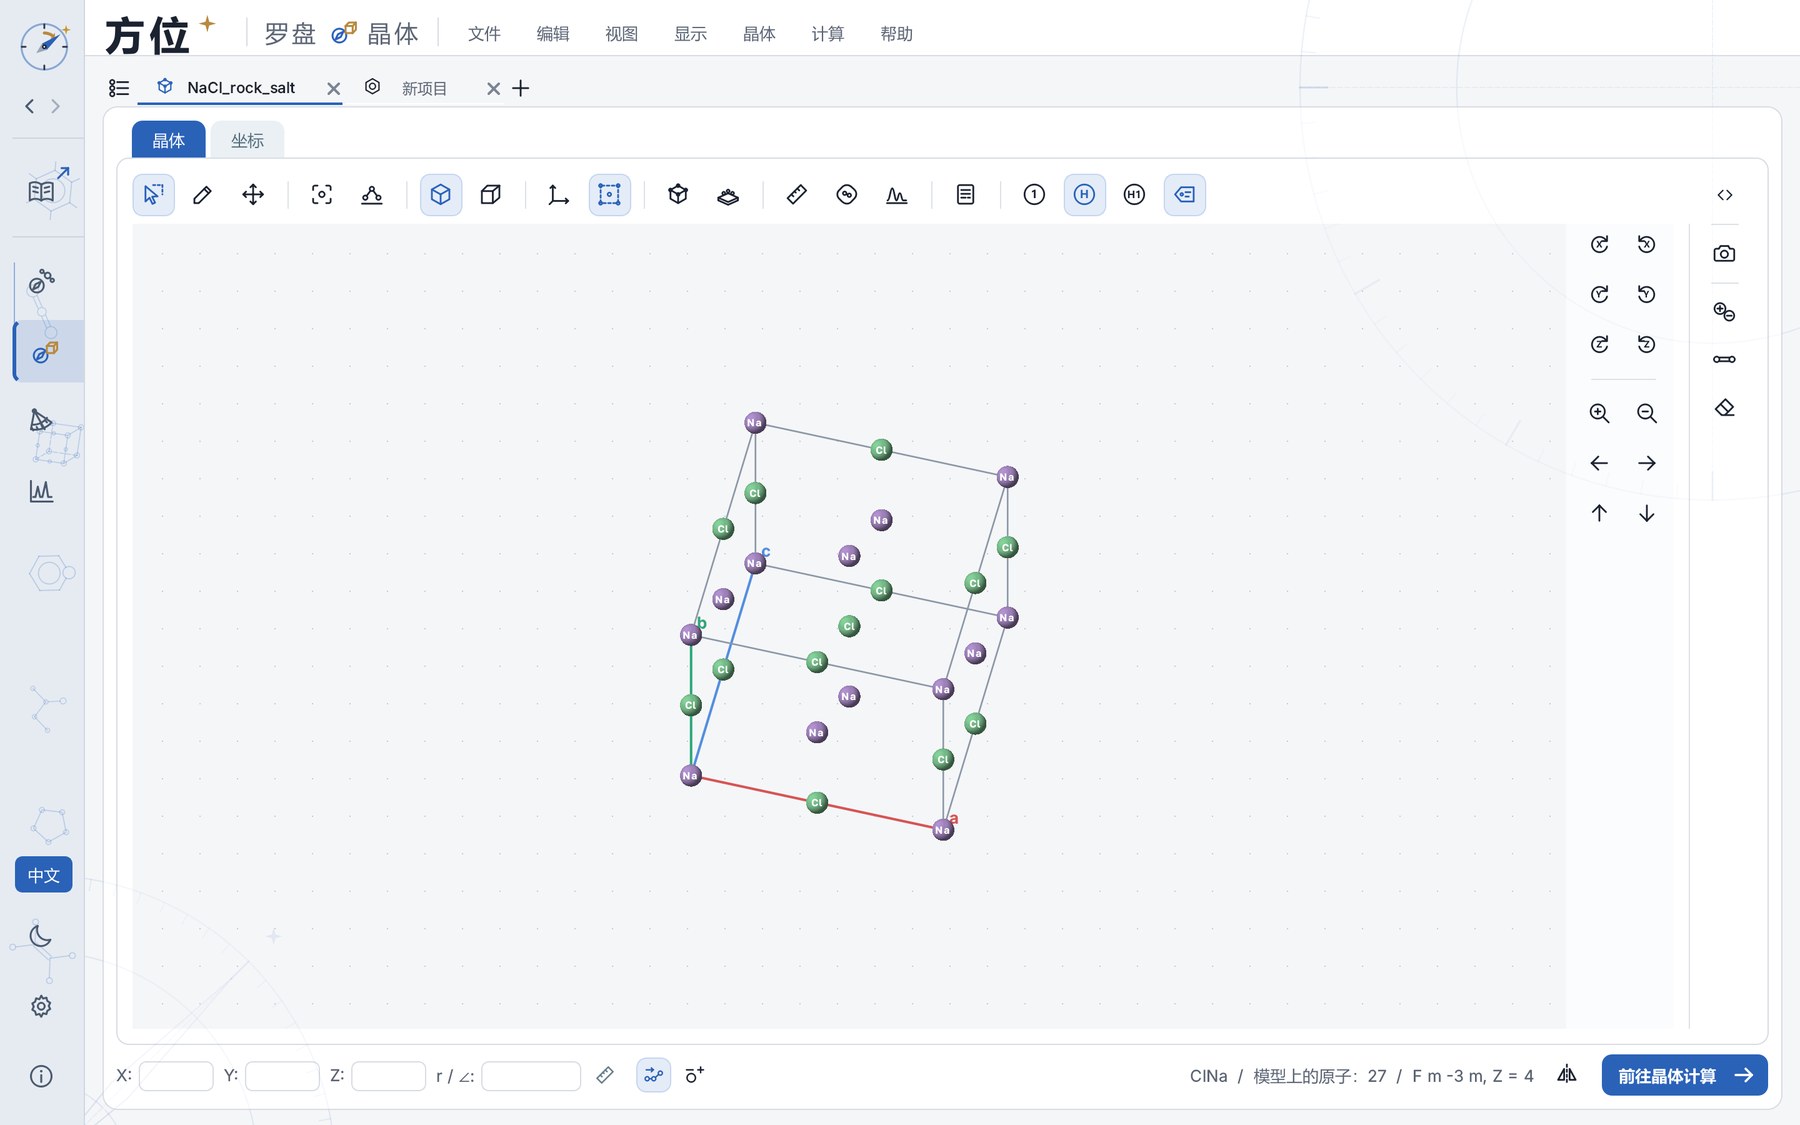 方位
罗盘 晶体
文件 编辑 视图 显示 晶体 计算 帮助
NaCl_rock_salt
新项目
晶体 坐标
1 H H1
X X
Y Y
Z Z
Na
Cl
Na
Cl
Na
Cl
Na
Cl
c
Na
Cl
Cl
Na
Na
b
Cl
Na
Na
Cl
Cl
Na
Na
Cl
Na
Cl
Na
Cl
Na
Cl
a
Na
中文
X: Y: Z: r / ∠:
ClNa / 模型上的原子: 27 / F m -3 m, Z = 4
前往晶体计算